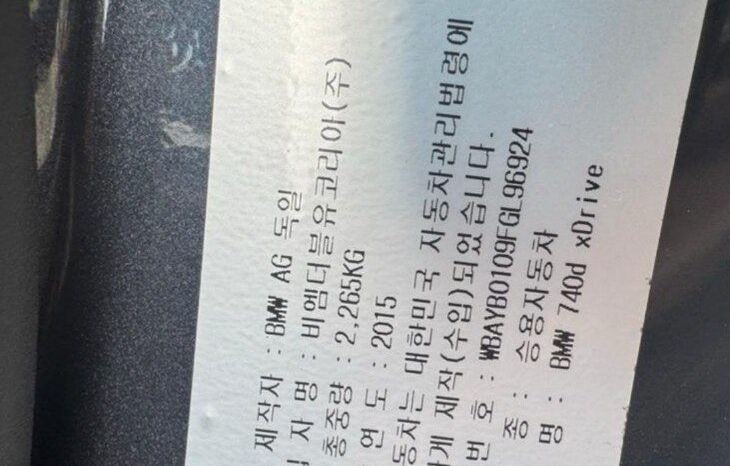 제작자 : BMW AG 독일
자 명 : 비엠더블유코리아(주)
총중량 : 2,265KG
연 도 : 2015
동차는 대한민국 자동차관리법령에
하게 제작(수입)되었습니다.
번 호 : WBAYB0109FGL96924
종 : 승용자동차
명 : BMW 740d xDrive